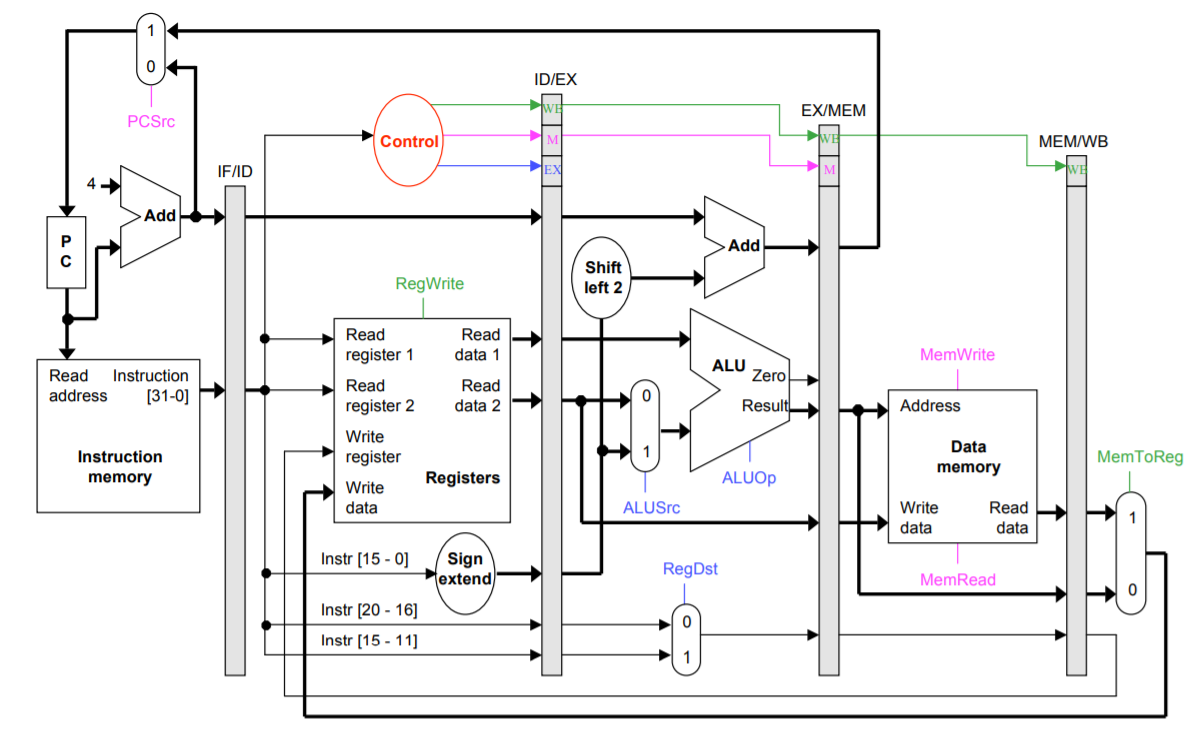 1
0
PCSrc
ID/EX
EX/MEM
MEM/WB
Control
WB
M
EX
WB
M
WB
IF/ID
4
Add
P
C
Add
Shift
left 2
RegWrite
Read
register 1
Read
data 1
Read
register 2
Read
data 2
Write
register
Write
data
Registers
Read
address
Instruction
[31-0]
Instruction
memory
0
1
ALUSrc
ALU
Zero
Result
ALUOp
MemWrite
Address
Data
memory
Write
data
Read
data
MemRead
MemToReg
1
0
Instr [15 - 0]
Sign
extend
Instr [20 - 16]
Instr [15 - 11]
RegDst
0
1